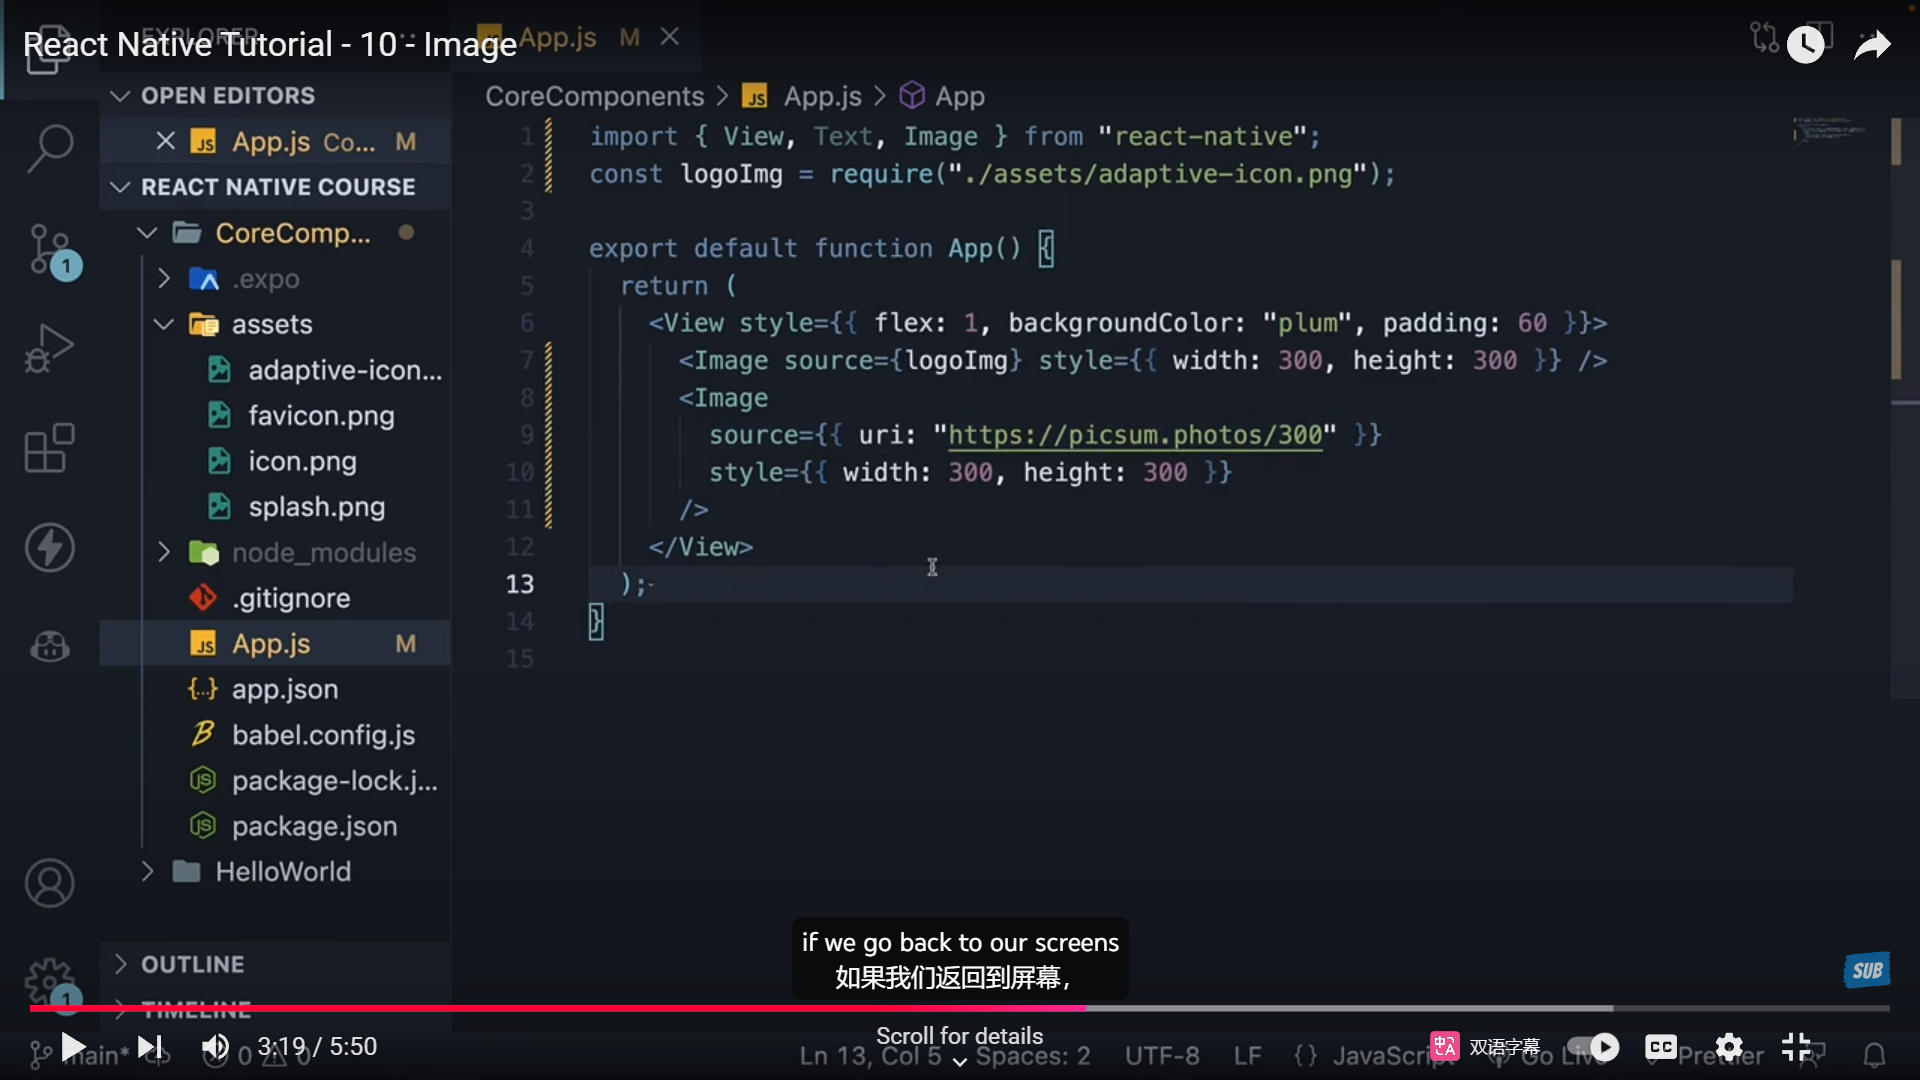 React Native Tutorial - 10 - Image
EXPLORER
App.js M
OPEN EDITORS
App.js Co... M
REACT NATIVE COURSE
CoreComp...
.expo
assets
adaptive-icon...
favicon.png
icon.png
splash.png
node_modules
.gitignore
App.js M
app.json
babel.config.js
package-lock.j...
package.json
HelloWorld
OUTLINE
TIMELINE
1
1
CoreComponents > JS App.js > App
1 import { View, Text, Image } from "react-native";
2 const logoImg = require("./assets/adaptive-icon.png");
3
4 export default function App() {
5 return (
6 <View style={{ flex: 1, backgroundColor: "plum", padding: 60 }}>
7 <Image source={logoImg} style={{ width: 300, height: 300 }} />
8 <Image
9 source={{ uri: "https://picsum.photos/300" }}
10 style={{ width: 300, height: 300 }}
11 />
12 </View>
13 );
14 }
15
if we go back to our screens
如果我们返回到屏幕，
SUB
3:19 / 5:50
Scroll for details
双语字幕
CC
main* 0 0
Ln 13, Col 5 Spaces: 2 UTF-8 LF {} JavaScript Go Live Prettier